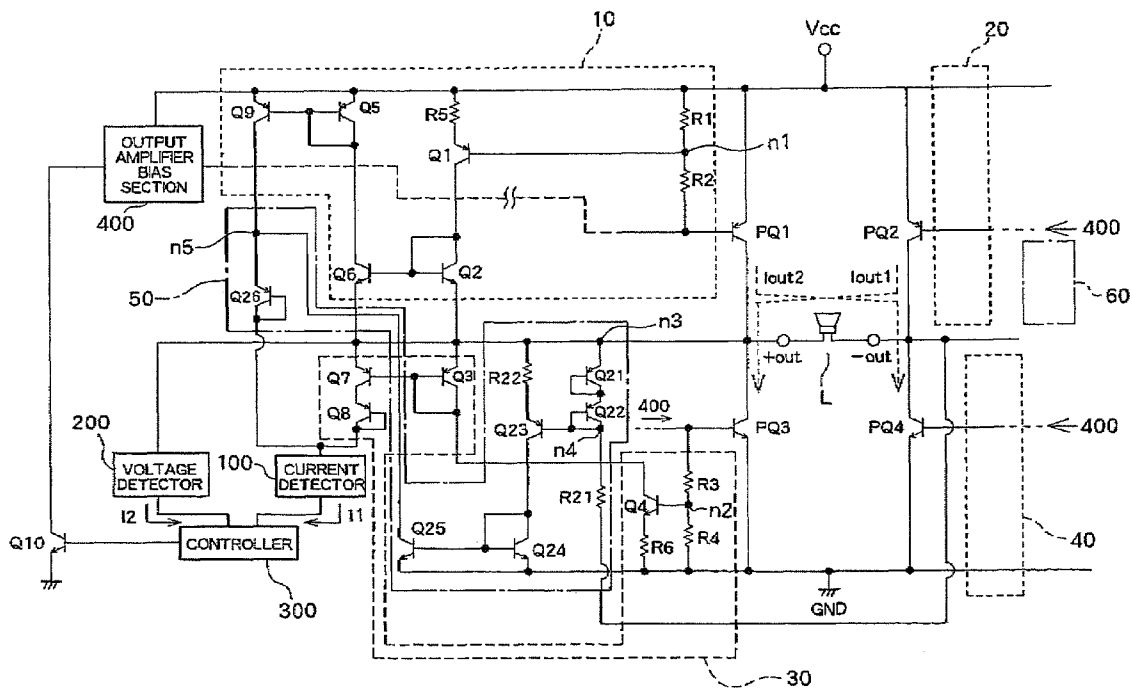 10
Vcc
20
Q9
Q5
R5
R1
n1
Q1
R2
OUTPUT
AMPLIFIER
BIAS
SECTION
400
PQ1
PQ2
400
n5
Q6
Q2
Iout2
Iout1
60
50
Q26
n3
+out
-out
L
Q7
Q3
R22
Q21
Q8
Q22
400
Q23
n4
PQ3
PQ4
400
200
100
VOLTAGE
DETECTOR
CURRENT
DETECTOR
R21
R3
Q4
n2
I2
I1
Q25
Q24
R6
R4
40
Q10
CONTROLLER
300
GND
30